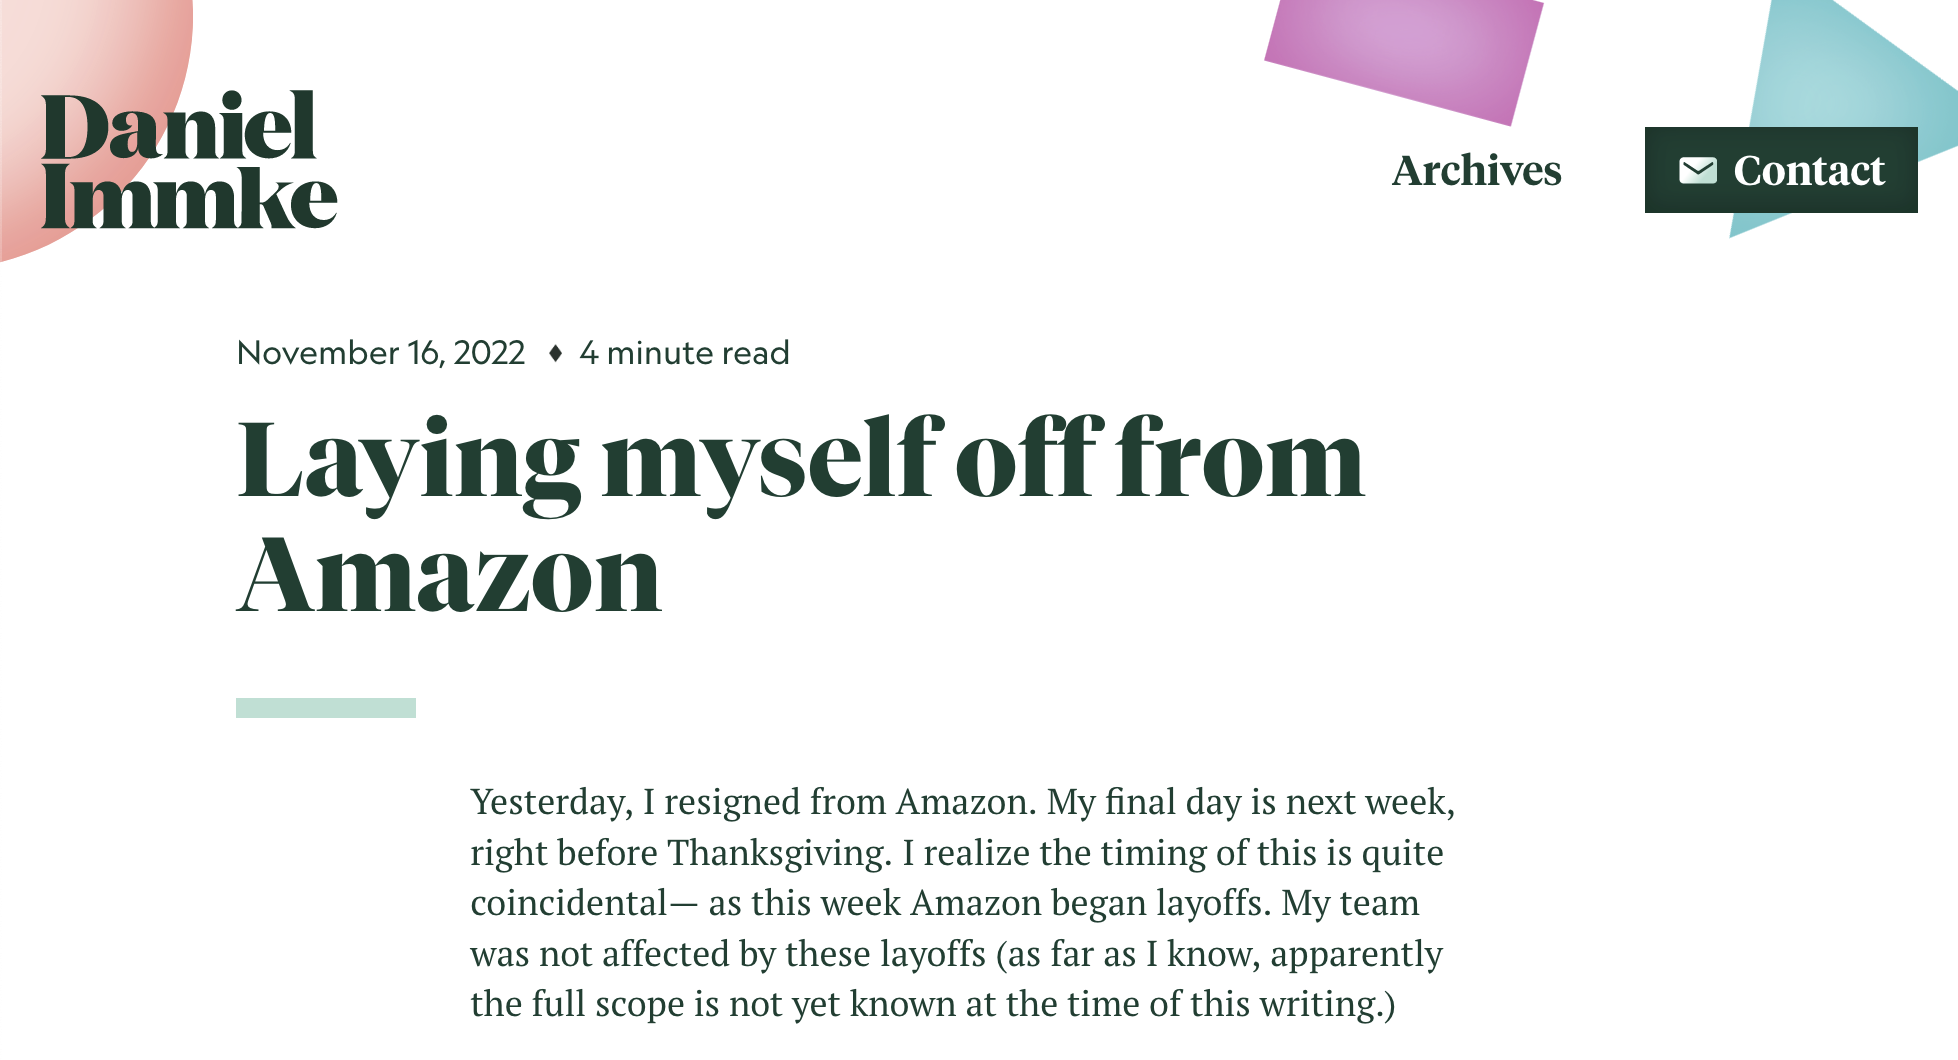 Daniel
Immke
Archives
Contact
November 16, 2022 ♦ 4 minute read
Laying myself off from
Amazon
Yesterday, I resigned from Amazon. My final day is next week,
right before Thanksgiving. I realize the timing of this is quite
coincidental— as this week Amazon began layoffs. My team
was not affected by these layoffs (as far as I know, apparently
the full scope is not yet known at the time of this writing.)